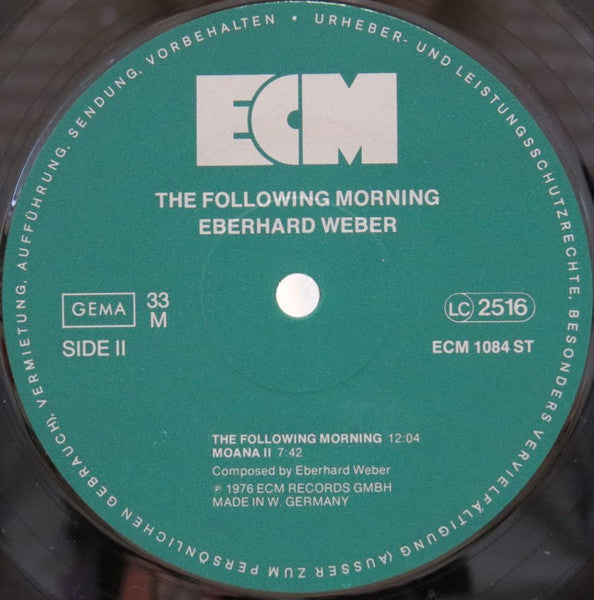 URHEBER- UND LEISTUNGSSCHUTZRECHTE, BESONDERS VERVIELFÄLTIGUNG (AUSSER ZUM PERSÖNLICHEN GEBRAUCH), VERMIETUNG, AUFFÜHRUNG, SENDUNG, VORBEHALTEN •
ECM
THE FOLLOWING MORNING
EBERHARD WEBER
GEMA
33
M
LC 2516
SIDE II
ECM 1084 ST
THE FOLLOWING MORNING 12:04
MOANA II 7:42
Composed by Eberhard Weber
℗ 1976 ECM RECORDS GMBH
MADE IN W. GERMANY